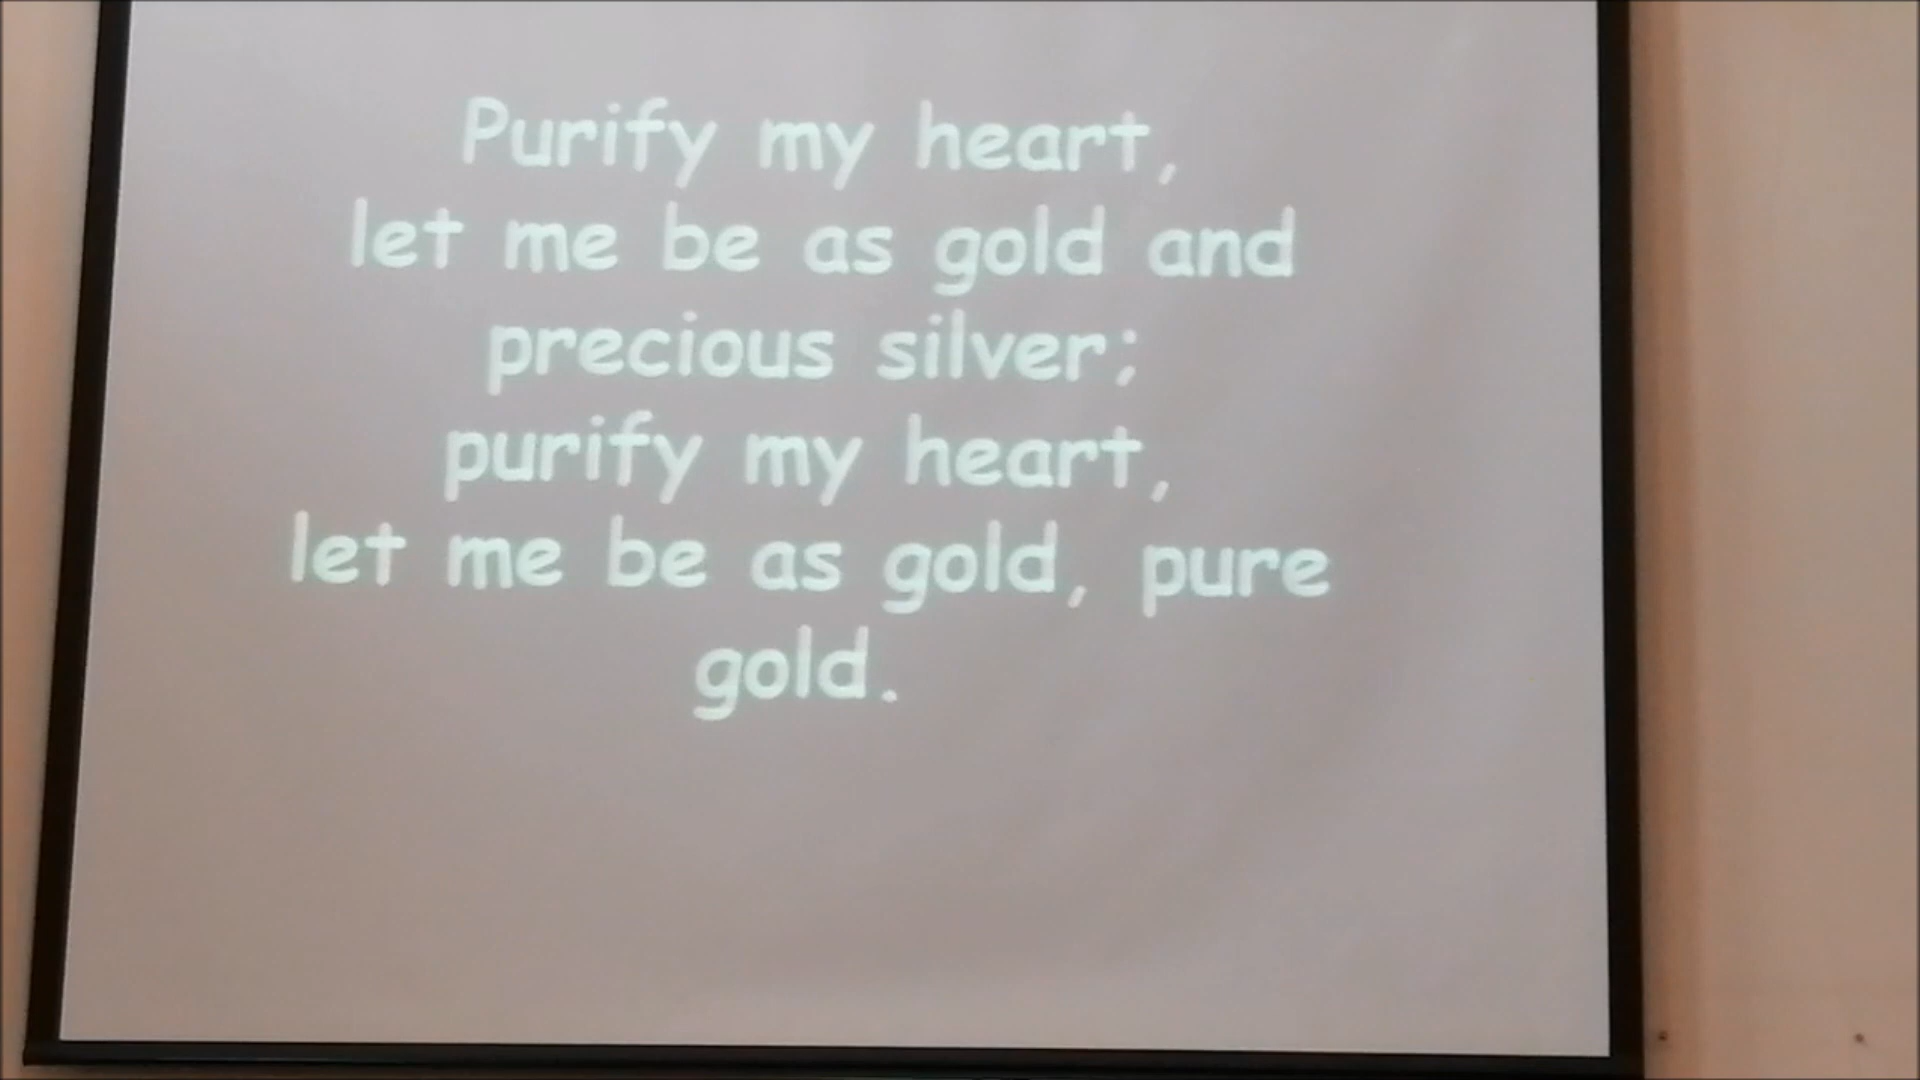 Purify my heart,
let me be as gold and
precious silver;
purify my heart,
let me be as gold, pure
gold.